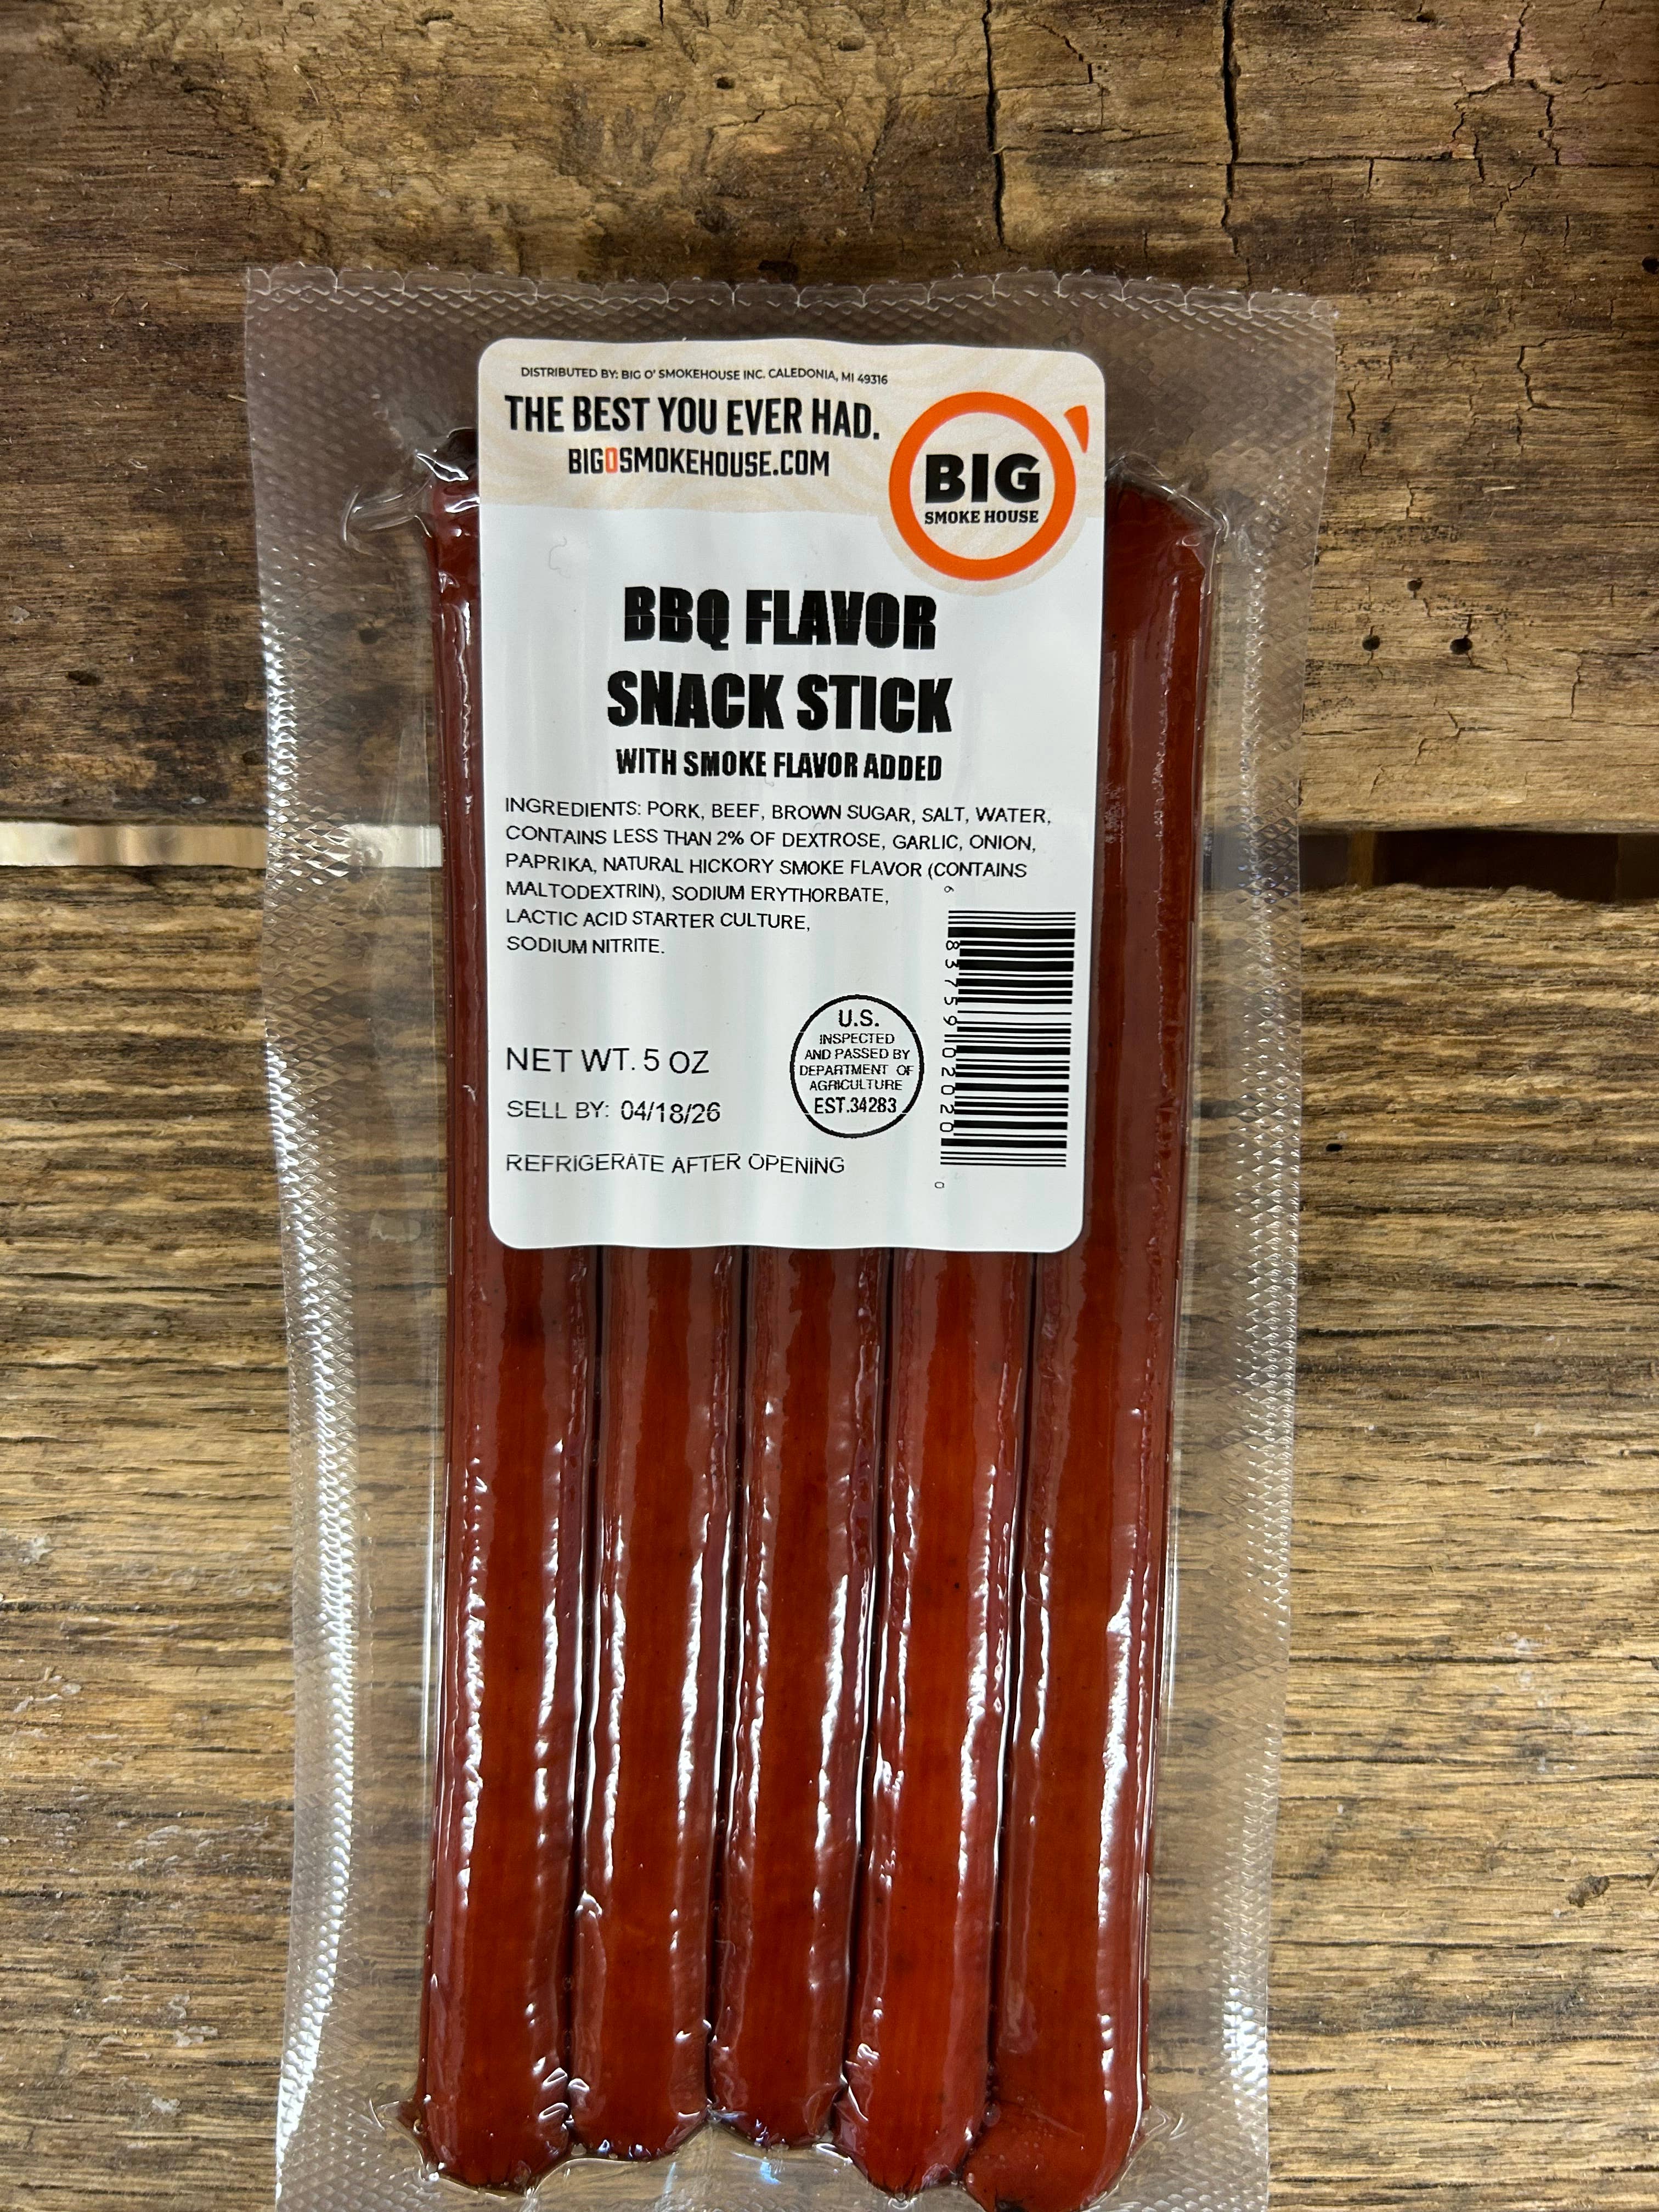 DISTRIBUTED BY: BIG O' SMOKEHOUSE INC. CALEDONIA, MI 49316
THE BEST YOU EVER HAD.
BIGOSMOKEHOUSE.COM
BIG
SMOKE HOUSE
BBQ FLAVOR
SNACK STICK
WITH SMOKE FLAVOR ADDED
INGREDIENTS: PORK, BEEF, BROWN SUGAR, SALT, WATER,
CONTAINS LESS THAN 2% OF DEXTROSE, GARLIC, ONION,
PAPRIKA, NATURAL HICKORY SMOKE FLAVOR (CONTAINS
MALTODEXTRIN), SODIUM ERYTHORBATE,
LACTIC ACID STARTER CULTURE,
SODIUM NITRITE.
NET WT. 5 OZ
SELL BY: 04/18/26
REFRIGERATE AFTER OPENING
U.S.
INSPECTED
AND PASSED BY
DEPARTMENT OF
AGRICULTURE
EST.34283
6 83759 02020 0